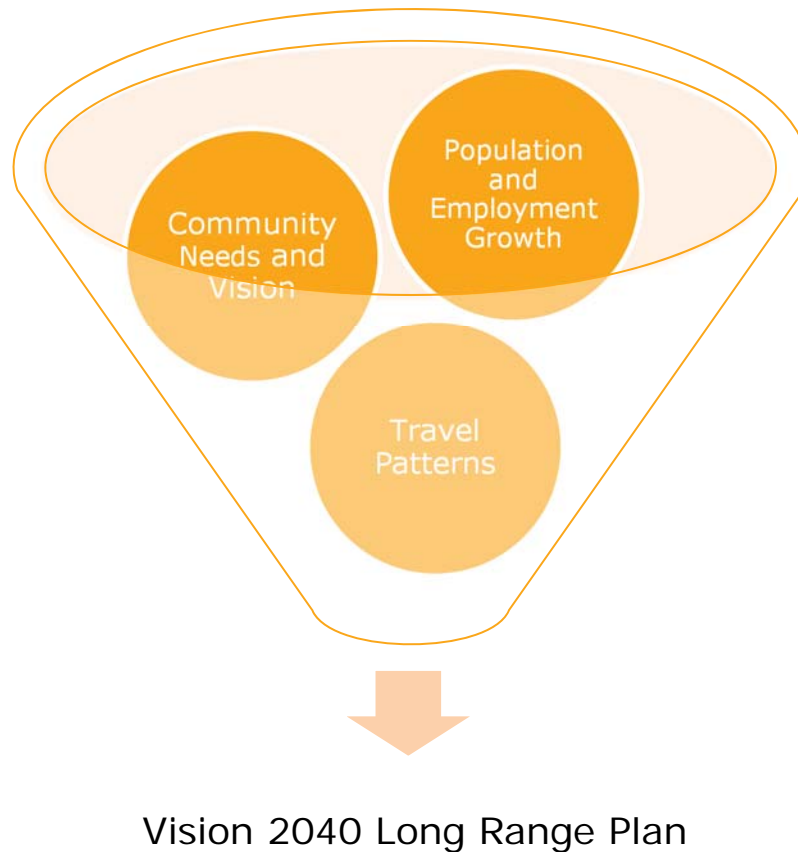 Population
and
Employment
Growth
Community
Needs and
Vision
Travel
Patterns
Vision 2040 Long Range Plan